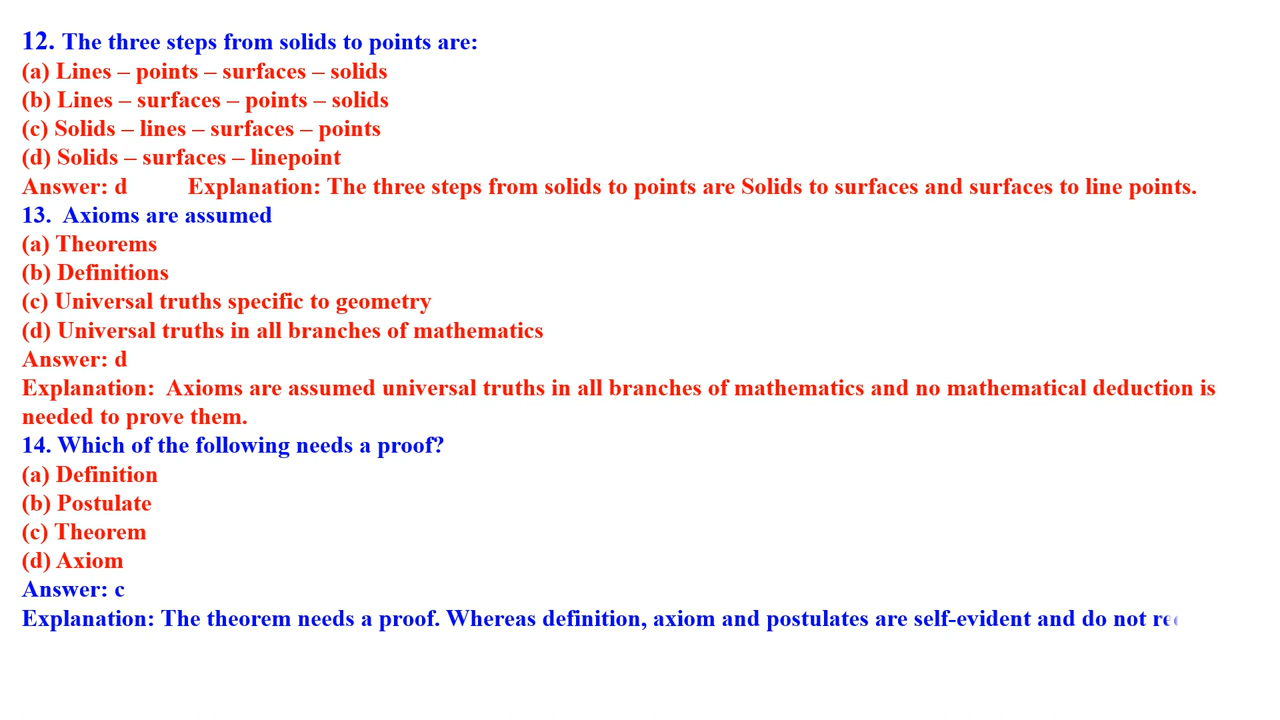 12. The three steps from solids to points are:
(a) Lines – points – surfaces – solids
(b) Lines – surfaces – points – solids
(c) Solids – lines – surfaces – points
(d) Solids – surfaces – linepoint
Answer: d Explanation: The three steps from solids to points are Solids to surfaces and surfaces to line points.
13. Axioms are assumed
(a) Theorems
(b) Definitions
(c) Universal truths specific to geometry
(d) Universal truths in all branches of mathematics
Answer: d
Explanation: Axioms are assumed universal truths in all branches of mathematics and no mathematical deduction is
needed to prove them.
14. Which of the following needs a proof?
(a) Definition
(b) Postulate
(c) Theorem
(d) Axiom
Answer: c
Explanation: The theorem needs a proof. Whereas definition, axiom and postulates are self-evident and do not